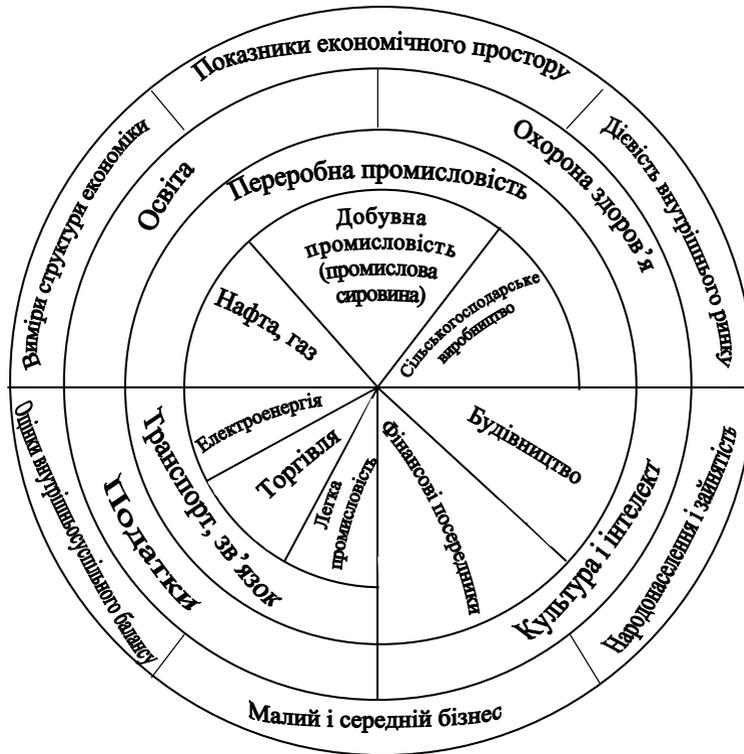 Показники економічного простору
Виміри структури економіки
Дієвість внутрішнього ринку
Освіта
Охорона здоров’я
Переробна промисловість
Добувна
промисловість
(промислова
сировина)
Нафта, газ
Сільськогосподарське
виробництво
Електроенергія
Торгівля
Легка
промисловість
Фінансові посередники
Будівництво
Транспорт, зв’язок
Податки
Культура і інтелект
Оцінки внутрішньосуспільного балансу
Народонаселення і зайнятість
Малий і середній бізнес